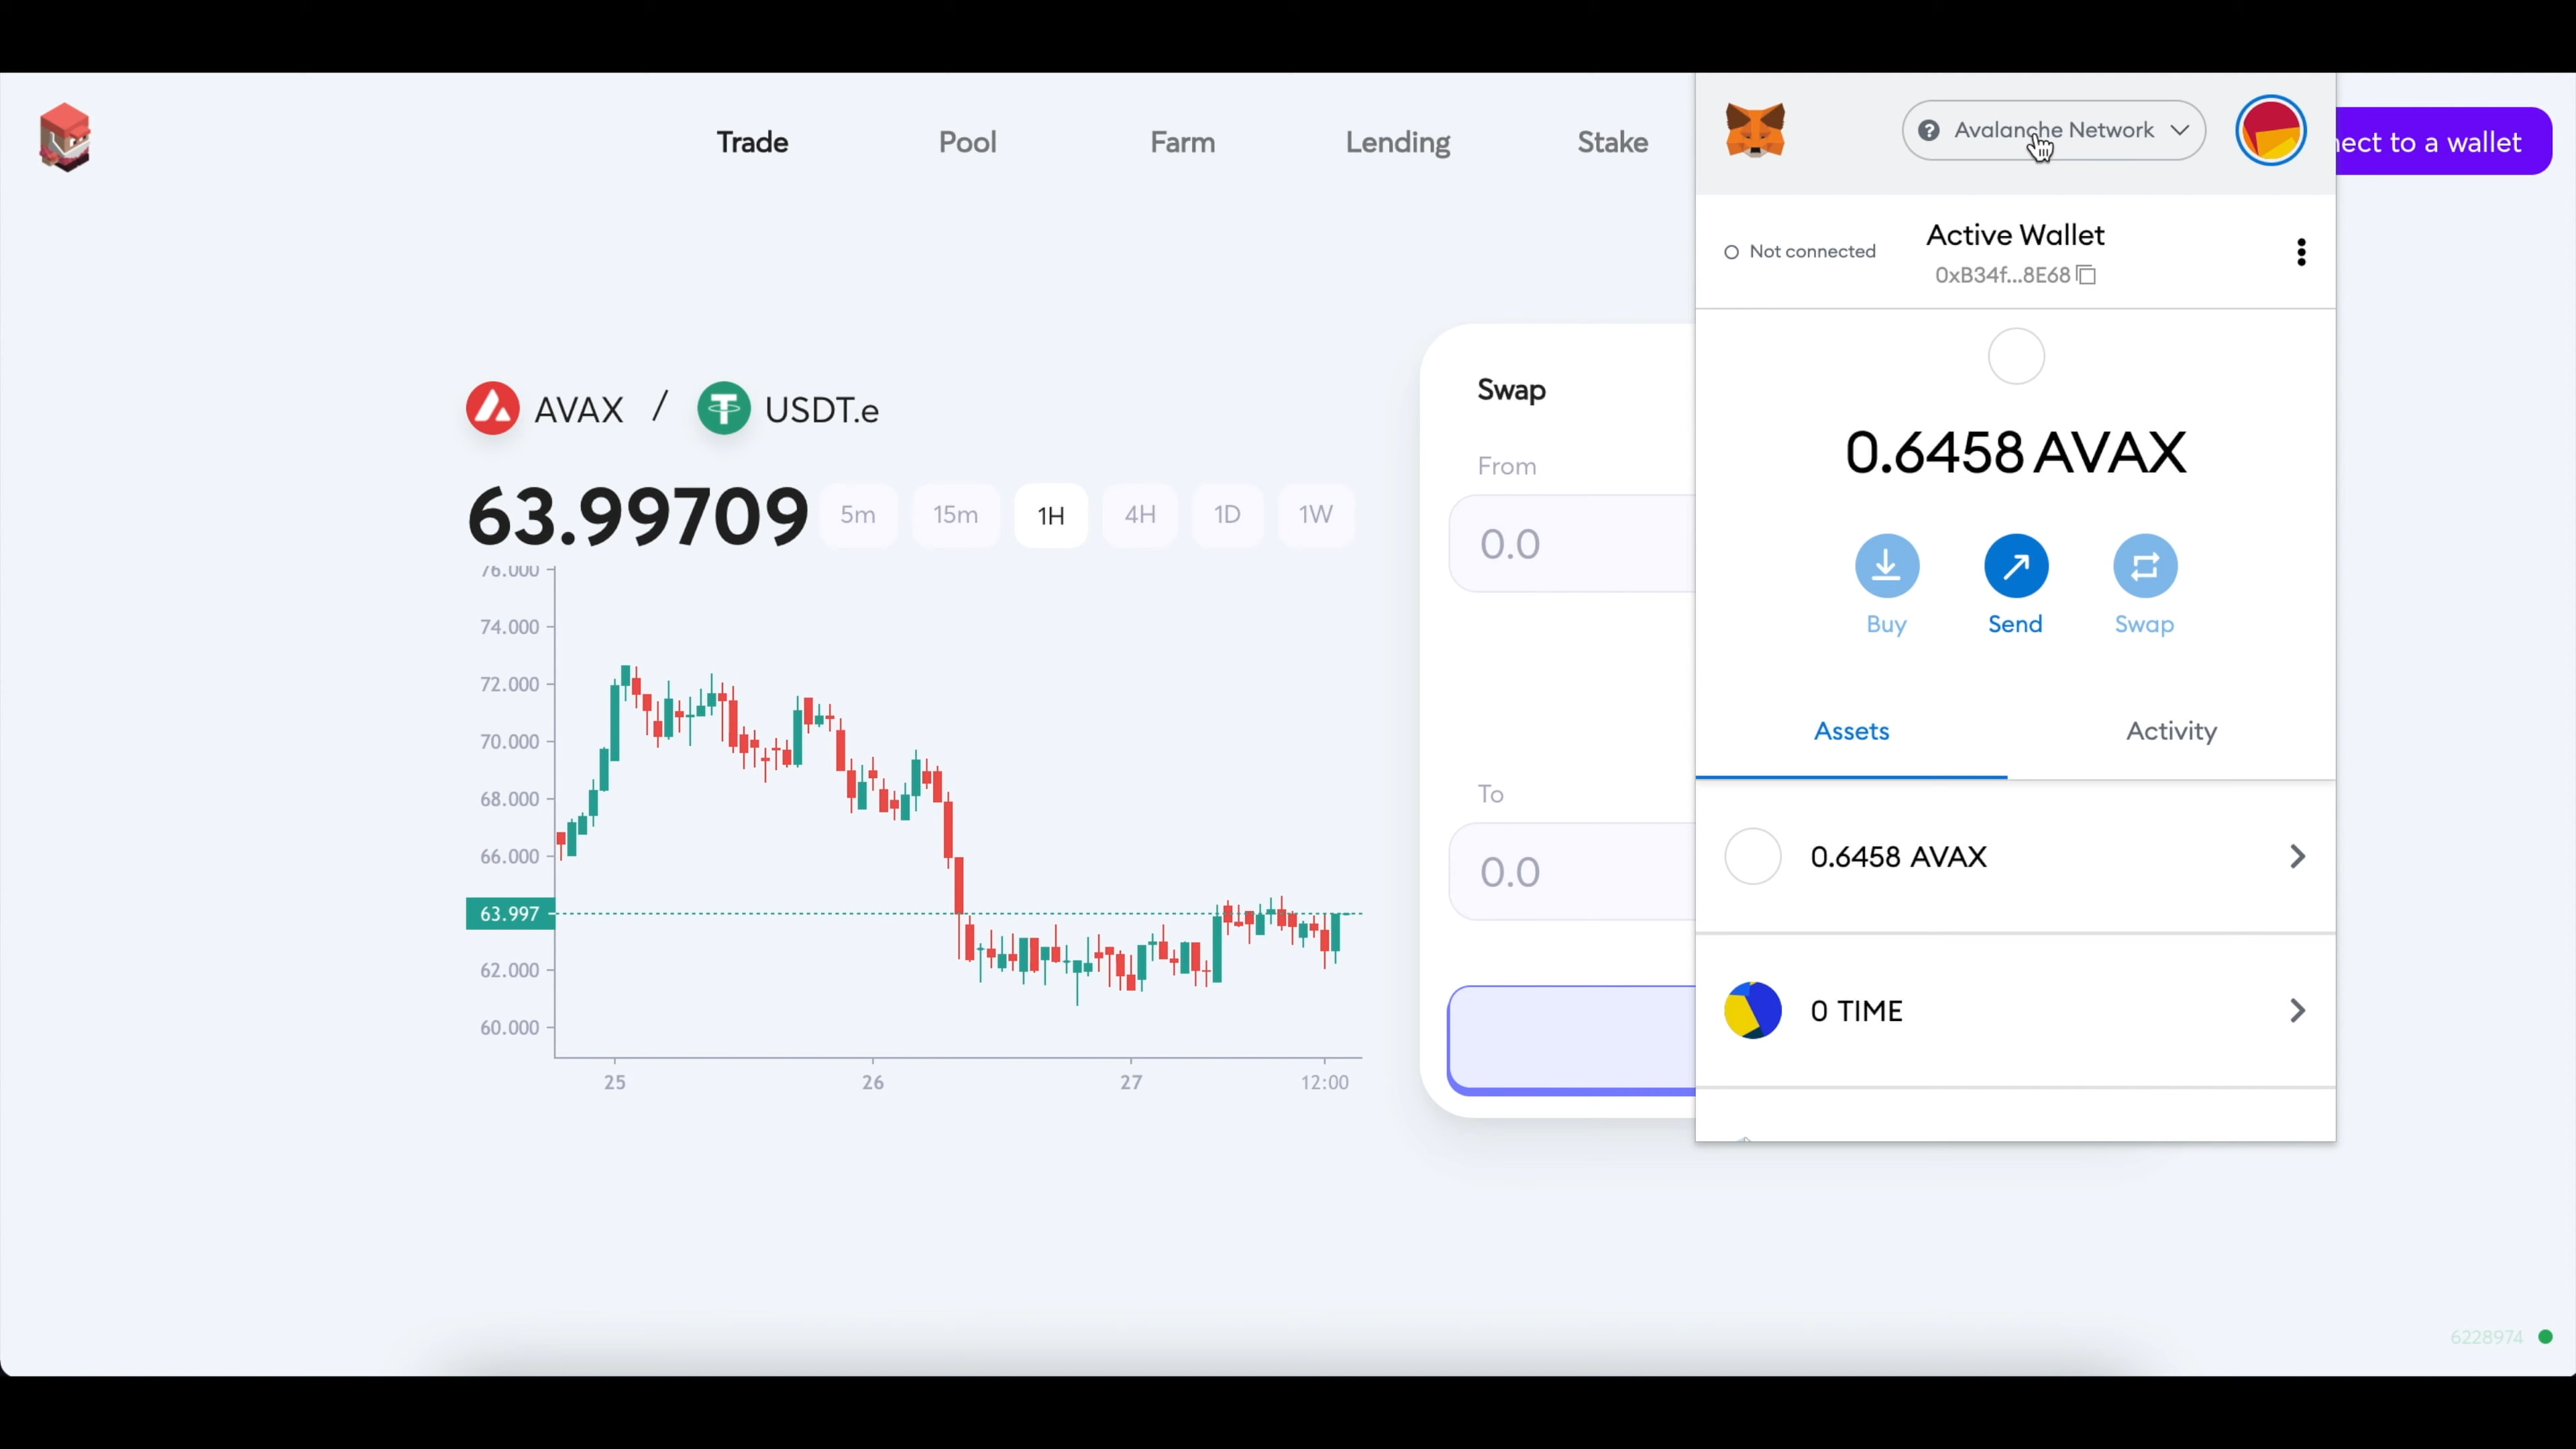 Trade
Pool
Farm
Lending
Stake
Avalanche Network
ect to a wallet
Not connected
Active Wallet
0xB34f...8E68
AVAX / USDT.e
63.99709
5m
15m
1H
4H
1D
1W
76.000
74.000
72.000
70.000
68.000
66.000
63.997
62.000
60.000
25
26
27
12:00
Swap
From
0.0
To
0.0
0.6458 AVAX
Buy
Send
Swap
Assets
Activity
0.6458 AVAX
0 TIME
6228974